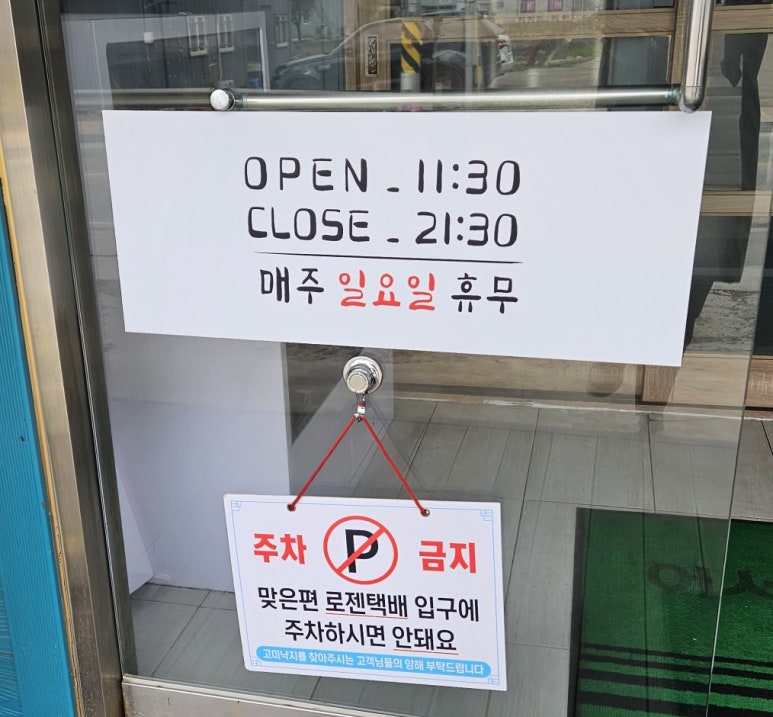 OPEN - 11:30
CLOSE - 21:30
매주 일요일 휴무
주차 P 금지
맞은편 로젠택배 입구에
주차하시면 안돼요
고미낙지를 찾아주시는 고객님들의 양해 부탁드립니다